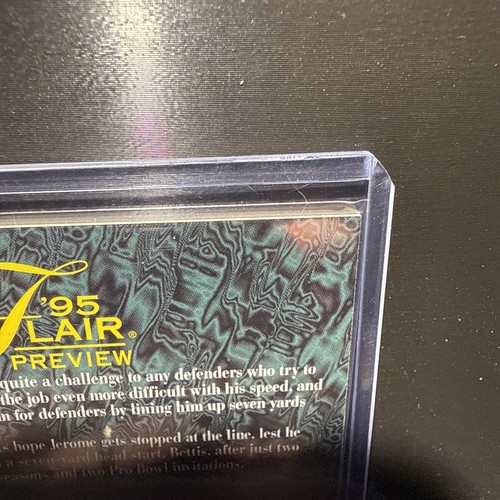 '95
FLAIR®
PREVIEW
quite a challenge to any defenders who try to
the job even more difficult with his speed, and
m for defenders by lining him up seven yards
s hope Jerome gets stopped at the line, lest he
a seven-yard head start. Bettis, after just two
seasons and two Pro Bowl invitations.